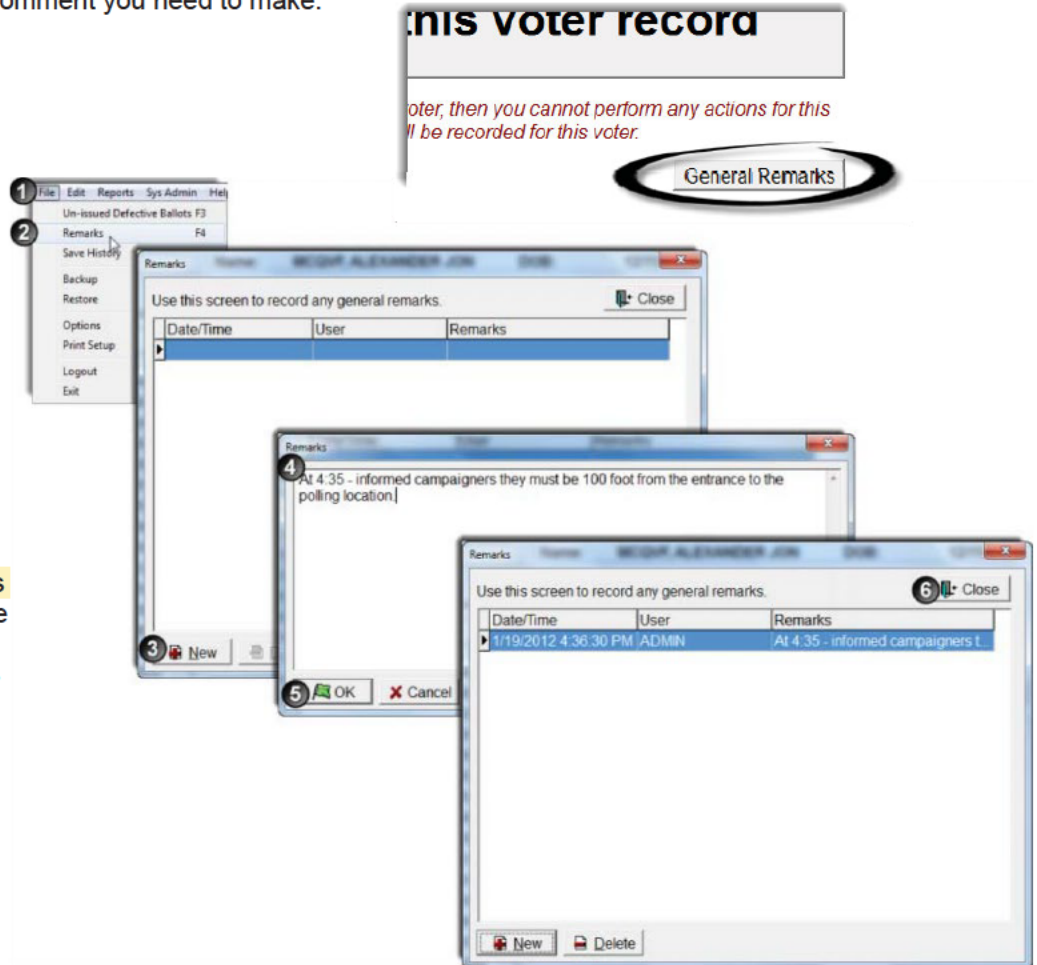 omment you need to make.
this voter record
oter, then you cannot perform any actions for this
ll be recorded for this voter.
General Remarks
1 File Edit Reports Sys Admin Help
Un-issued Defective Ballots F3
2 Remarks F4
Save History
Backup
Restore
Options
Print Setup
Logout
Exit
Remarks
Use this screen to record any general remarks.
Close
Date/Time User Remarks
3 New
Remarks
4 At 4:35 - informed campaigners they must be 100 foot from the entrance to the
polling location.
5 OK Cancel
s
e
Remarks
Use this screen to record any general remarks.
6 Close
Date/Time User Remarks
1/19/2012 4:36:30 PM ADMIN At 4:35 - informed campaigners t...
New Delete